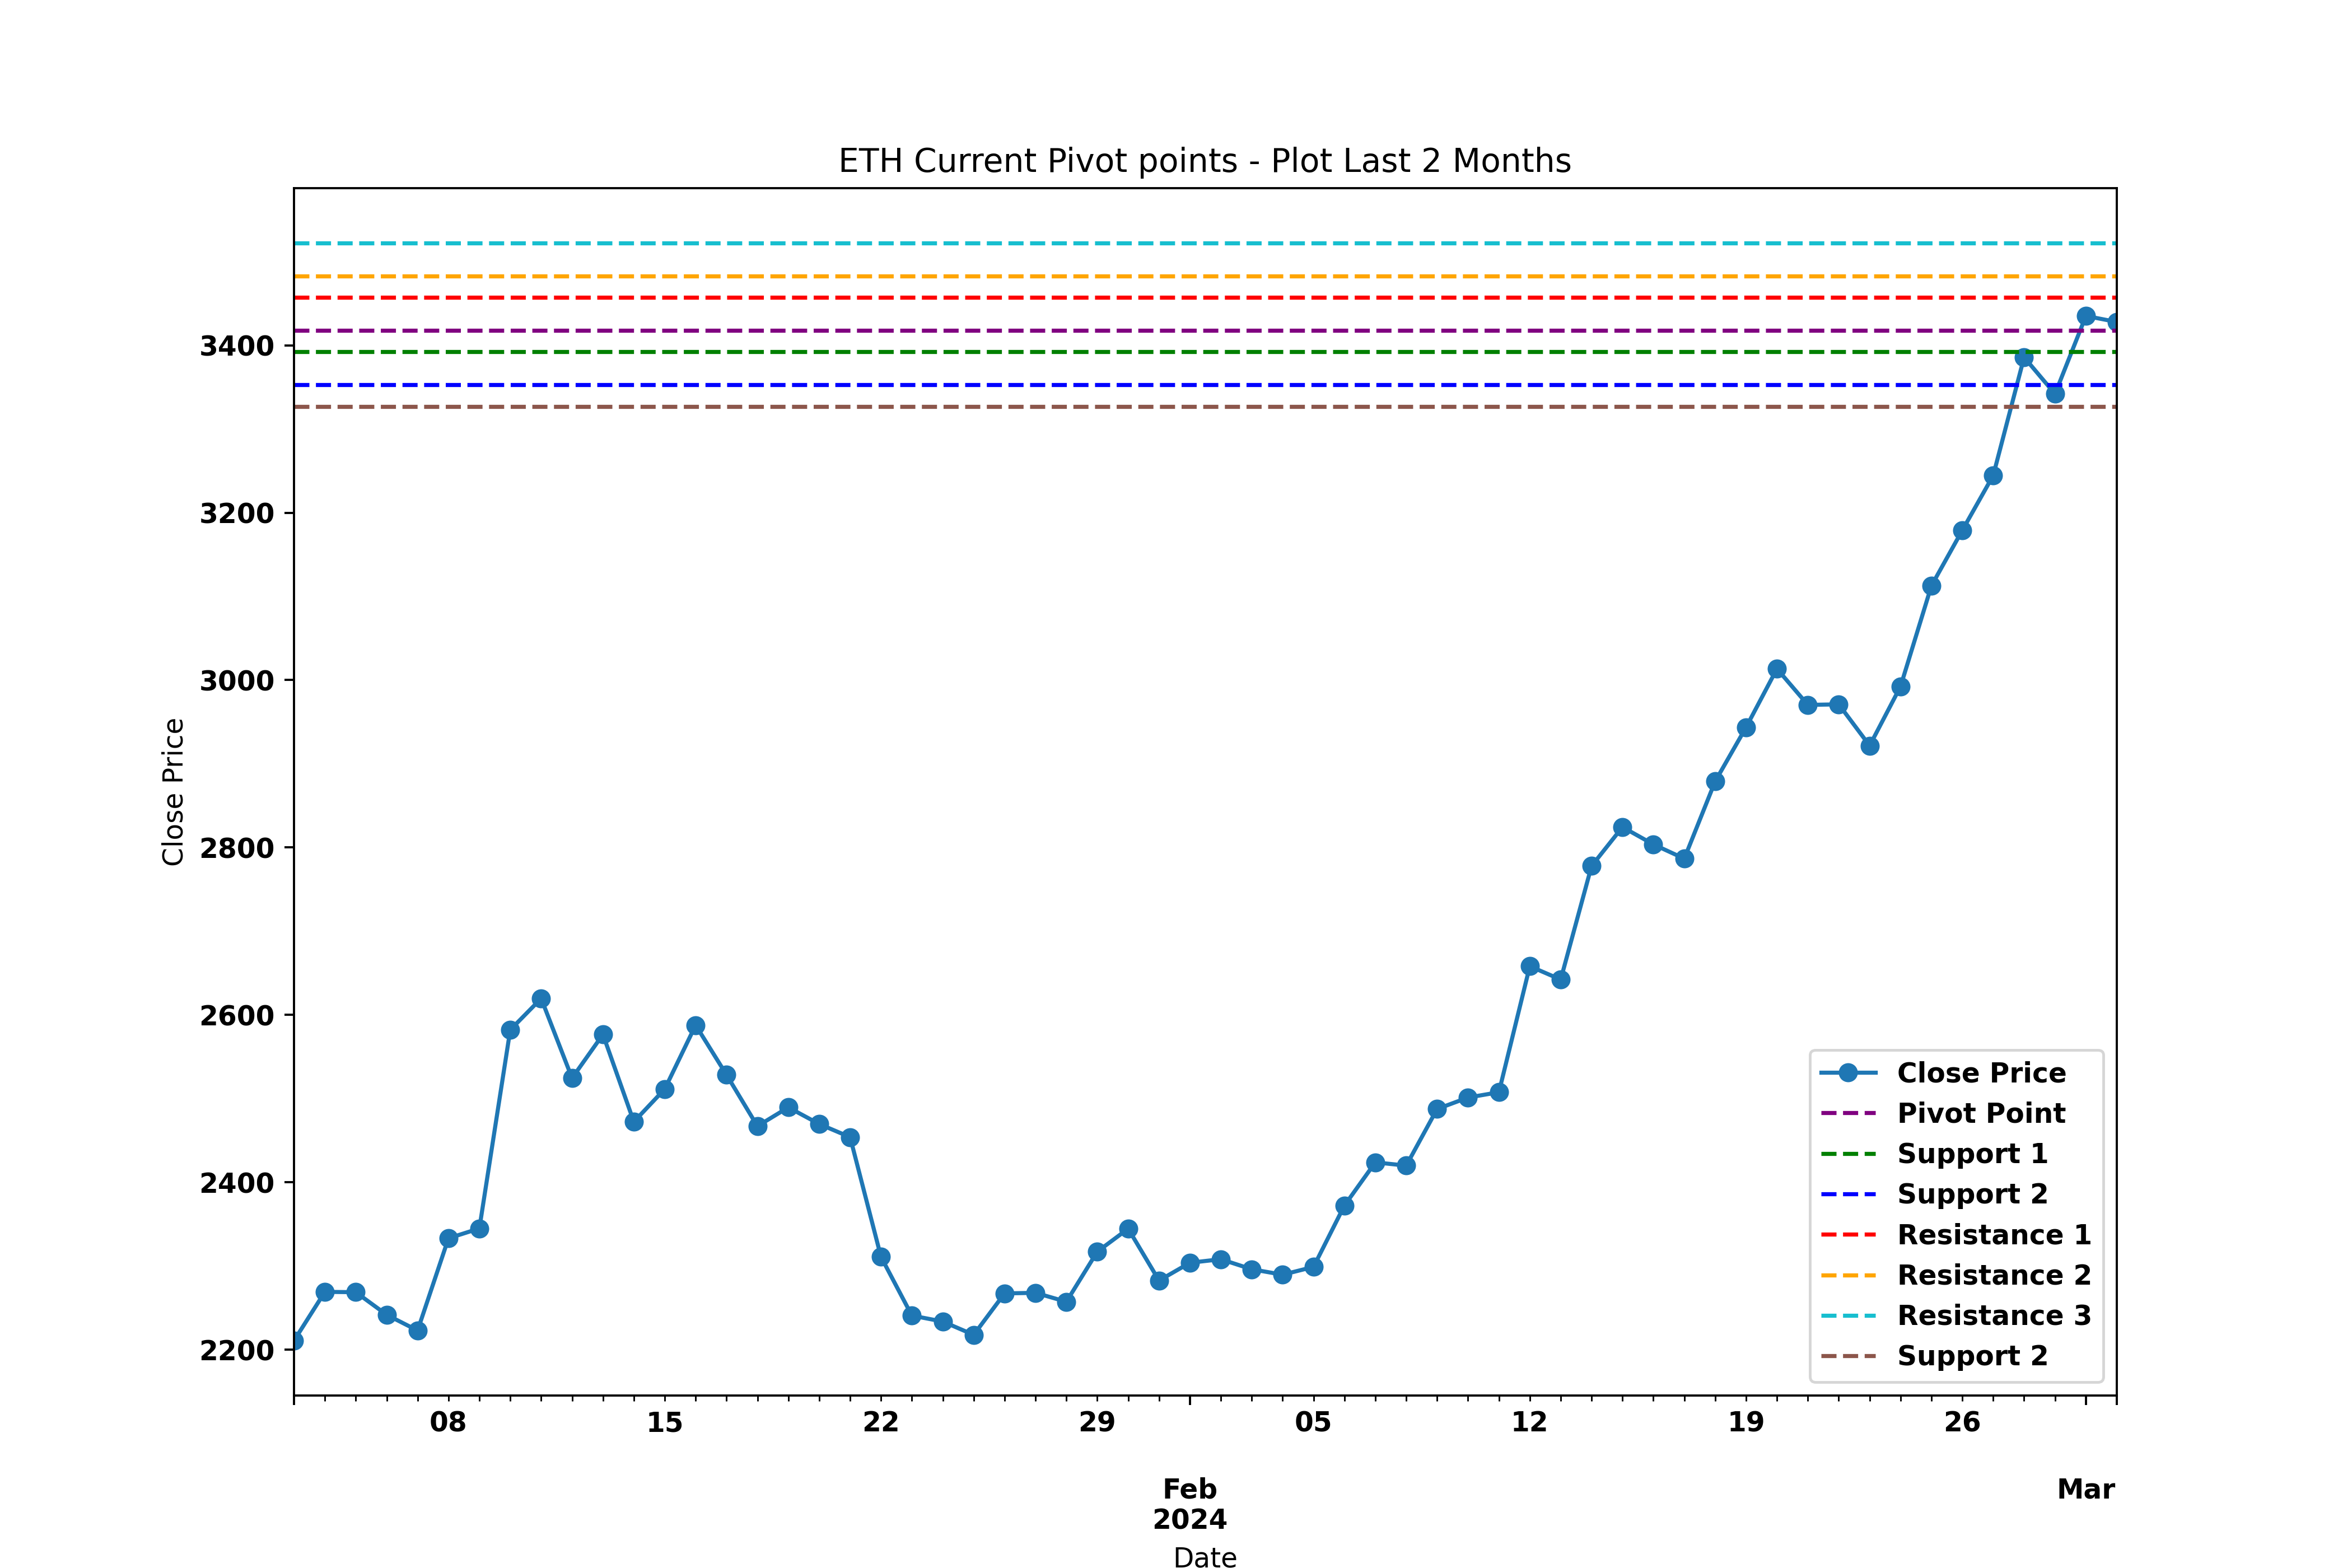 ETH Current Pivot points - Plot Last 2 Months
Close Price
3400
3200
3000
2800
2600
2400
2200
Close Price
Pivot Point
Support 1
Support 2
Resistance 1
Resistance 2
Resistance 3
Support 2
08 15 22 29 05 12 19 26
Feb Mar
2024
Date